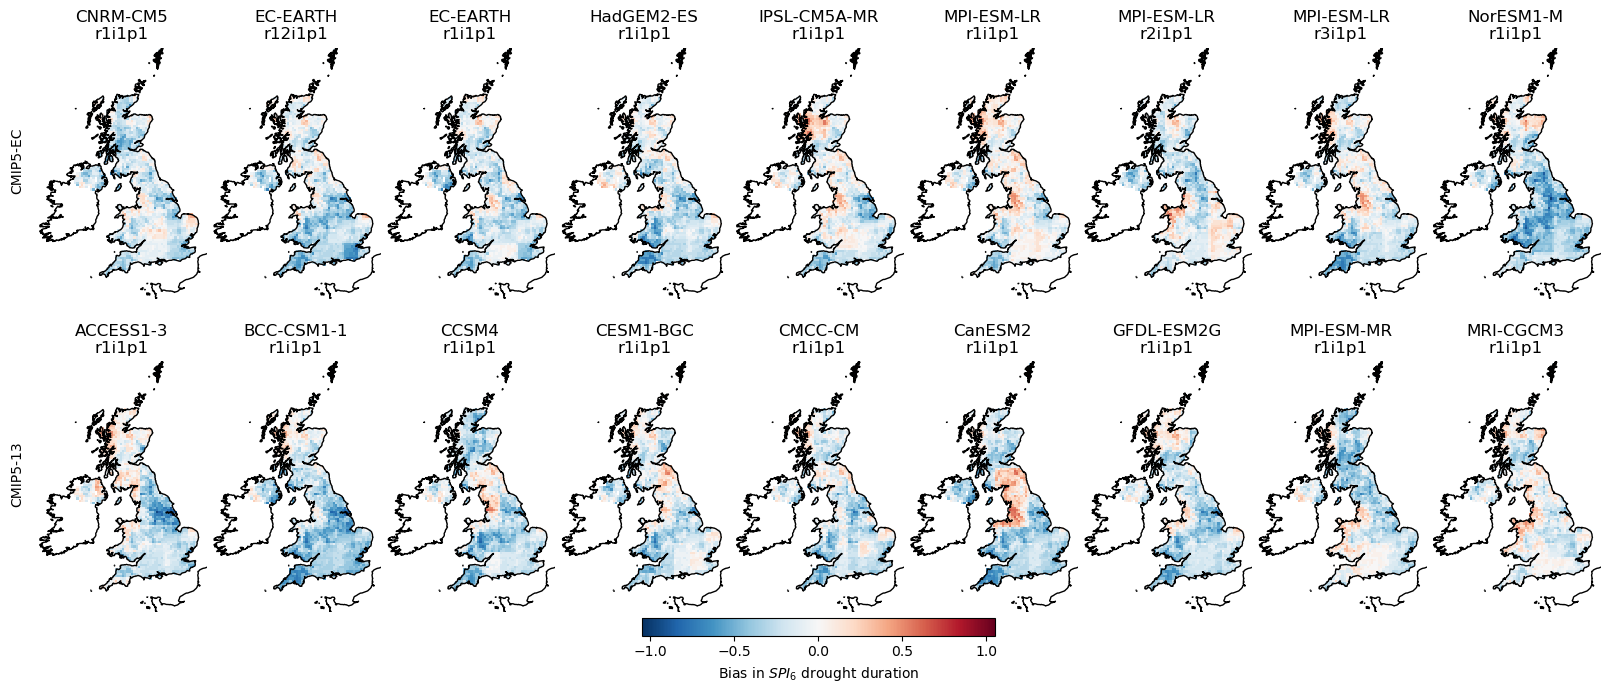 CNRM-CM5
r1i1p1
EC-EARTH
r12i1p1
EC-EARTH
r1i1p1
HadGEM2-ES
r1i1p1
IPSL-CM5A-MR
r1i1p1
MPI-ESM-LR
r1i1p1
MPI-ESM-LR
r2i1p1
MPI-ESM-LR
r3i1p1
NorESM1-M
r1i1p1
CMIP5-EC
ACCESS1-3
r1i1p1
BCC-CSM1-1
r1i1p1
CCSM4
r1i1p1
CESM1-BGC
r1i1p1
CMCC-CM
r1i1p1
CanESM2
r1i1p1
GFDL-ESM2G
r1i1p1
MPI-ESM-MR
r1i1p1
MRI-CGCM3
r1i1p1
CMIP5-13
−1.0 −0.5 0.0 0.5 1.0
Bias in SPI₆ drought duration